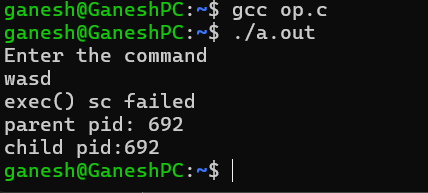 ganesh@GaneshPC:~$ gcc op.c
ganesh@GaneshPC:~$ ./a.out
Enter the command
wasd
exec() sc failed
parent pid: 692
child pid:692
ganesh@GaneshPC:~$